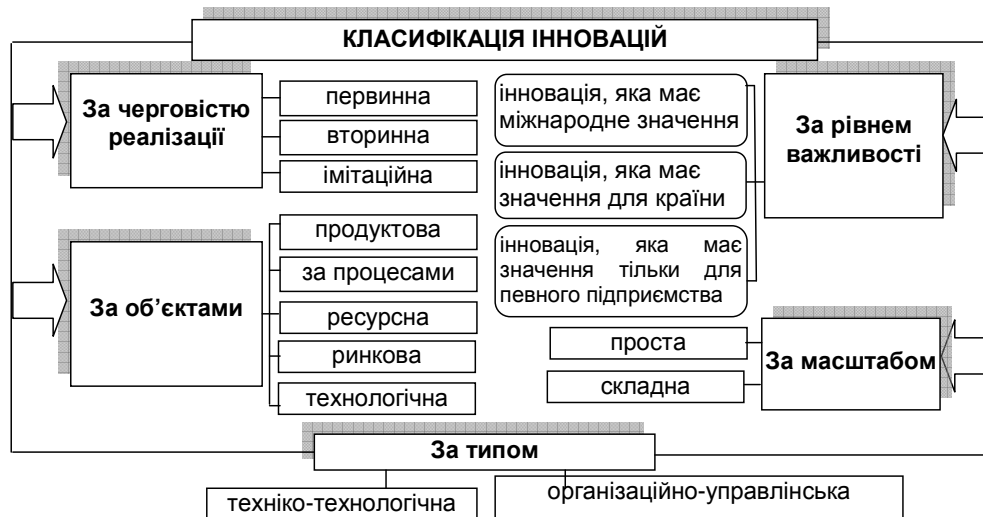 КЛАСИФІКАЦІЯ ІННОВАЦІЙ
За черговістю
реалізації
первинна
вторинна
імітаційна
інновація, яка має
міжнародне значення
інновація, яка має
значення для країни
інновація, яка має
значення тільки для
певного підприємства
За рівнем
важливості
За об’єктами
продуктова
за процесами
ресурсна
ринкова
технологічна
проста
складна
За масштабом
За типом
техніко-технологічна
організаційно-управлінська